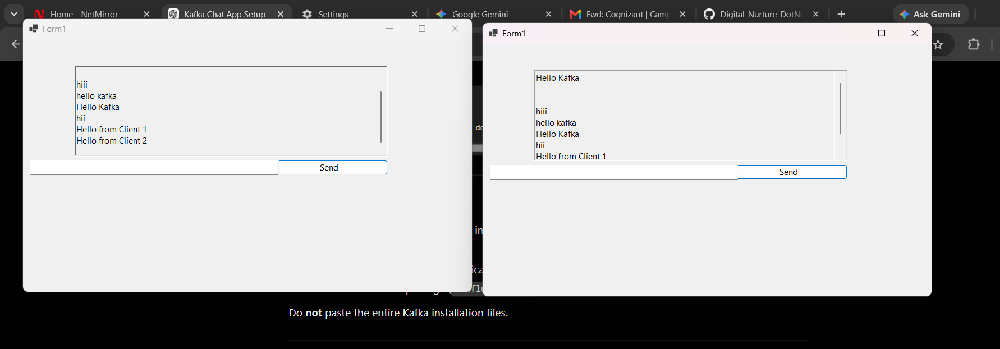 Home - NetMirror
Kafka Chat App Setup
Settings
Google Gemini
Fwd: Cognizant | Camp
Digital-Nurture-DotNe
Ask Gemini
Form1
hiii
hello kafka
Hello Kafka
hii
Hello from Client 1
Hello from Client 2
Send
Form1
Hello Kafka
hiii
hello kafka
Hello Kafka
hii
Hello from Client 1
Send
de
in
ica
Do not paste the entire Kafka installation files.